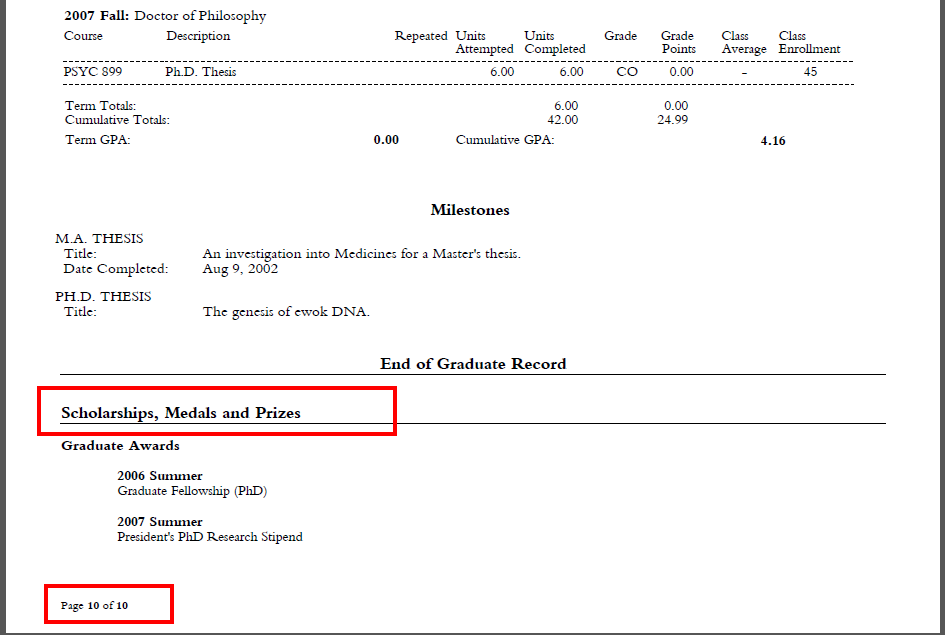 2007 Fall: Doctor of Philosophy
Course Description Repeated Units Attempted Units Completed Grade Grade Points Class Average Class Enrollment
PSYC 899 Ph.D. Thesis 6.00 6.00 CO 0.00 - 45
Term Totals: 6.00 0.00
Cumulative Totals: 42.00 24.99
Term GPA: 0.00 Cumulative GPA: 4.16
Milestones
M.A. THESIS
Title: An investigation into Medicines for a Master's thesis.
Date Completed: Aug 9, 2002
PH.D. THESIS
Title: The genesis of ewok DNA.
End of Graduate Record
Scholarships, Medals and Prizes
Graduate Awards
2006 Summer
Graduate Fellowship (PhD)
2007 Summer
President's PhD Research Stipend
Page 10 of 10